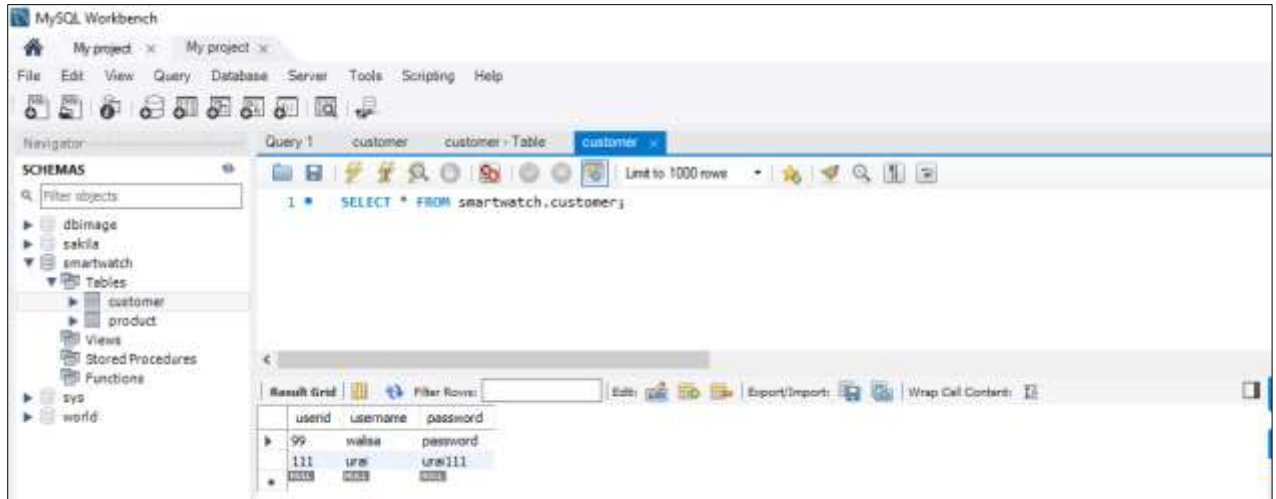 MySQL Workbench
My project × My project ×
File Edit View Query Database Server Tools Scripting Help
Navigator
Query 1 customer customer - Table customer ×
SCHEMAS
Limit to 1000 rows
Filter objects
1 SELECT * FROM smartwatch.customer;
dbimage
sakila
smartwatch
Tables
customer
product
Views
Stored Procedures
Functions
sys
world
Result Grid Filter Rows: Edit: Export/Import: Wrap Cell Content:
userid username password
99 walisa password
111 urai urai111
NULL NULL NULL